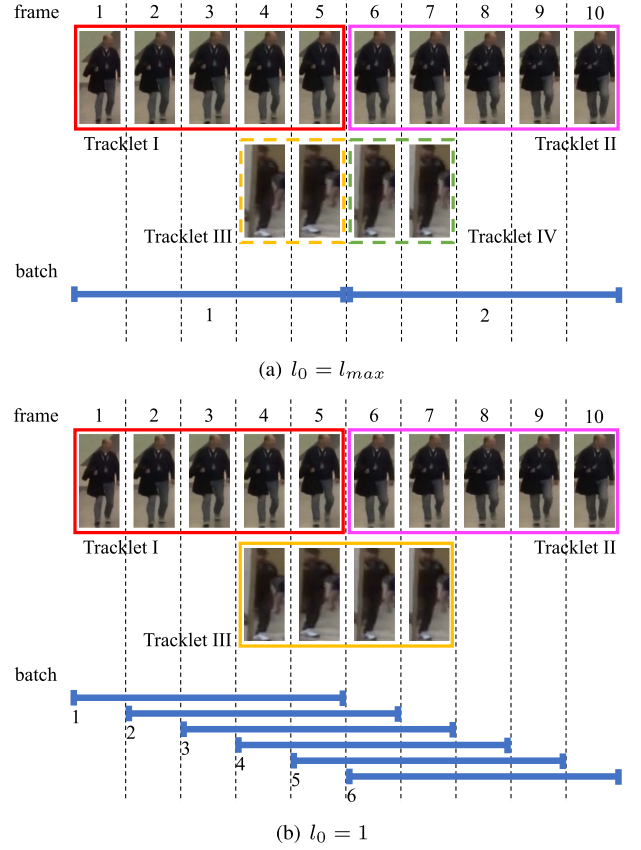 frame 1 2 3 4 5 6 7 8 9 10
Tracklet I Tracklet II
Tracklet III Tracklet IV
batch
1 2
(a) l₀ = lₘₐₓ
frame 1 2 3 4 5 6 7 8 9 10
Tracklet I Tracklet II
Tracklet III
batch
1
2
3
4
5
6
(b) l₀ = 1